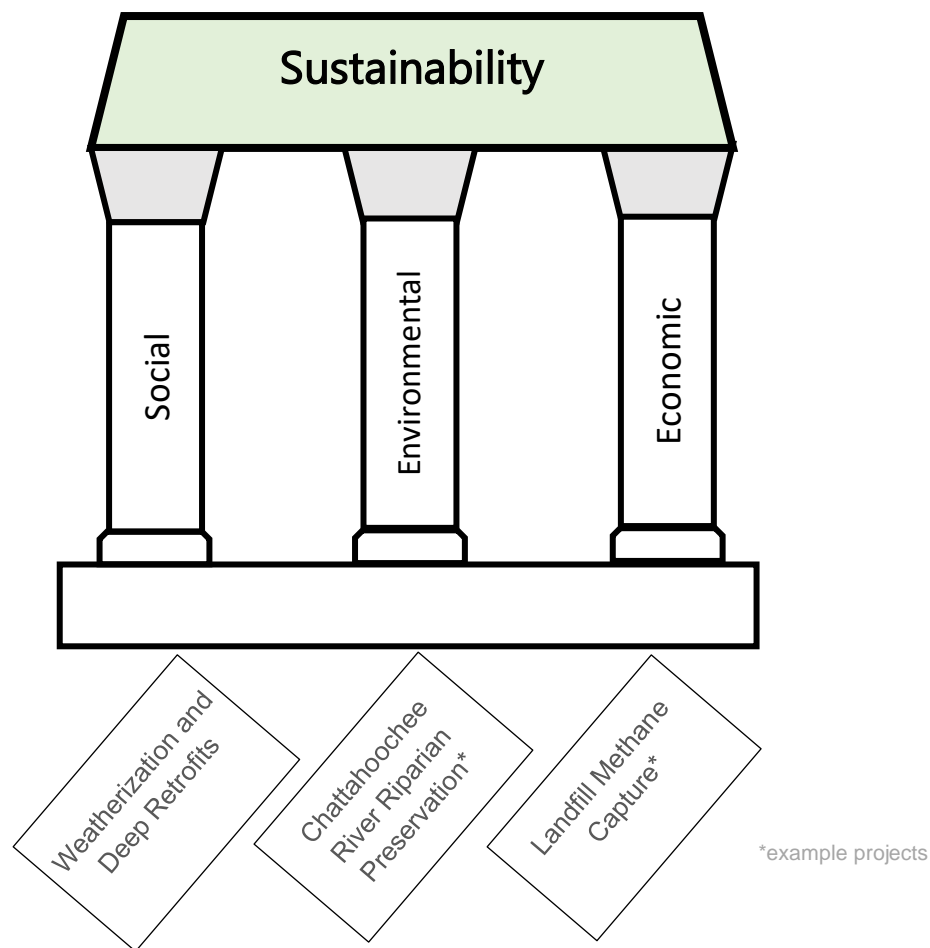 Sustainability
Social
Environmental
Economic
Weatherization and
Deep Retrofits
Chattahoochee
River Riparian
Preservation*
Landfill Methane
Capture*
*example projects